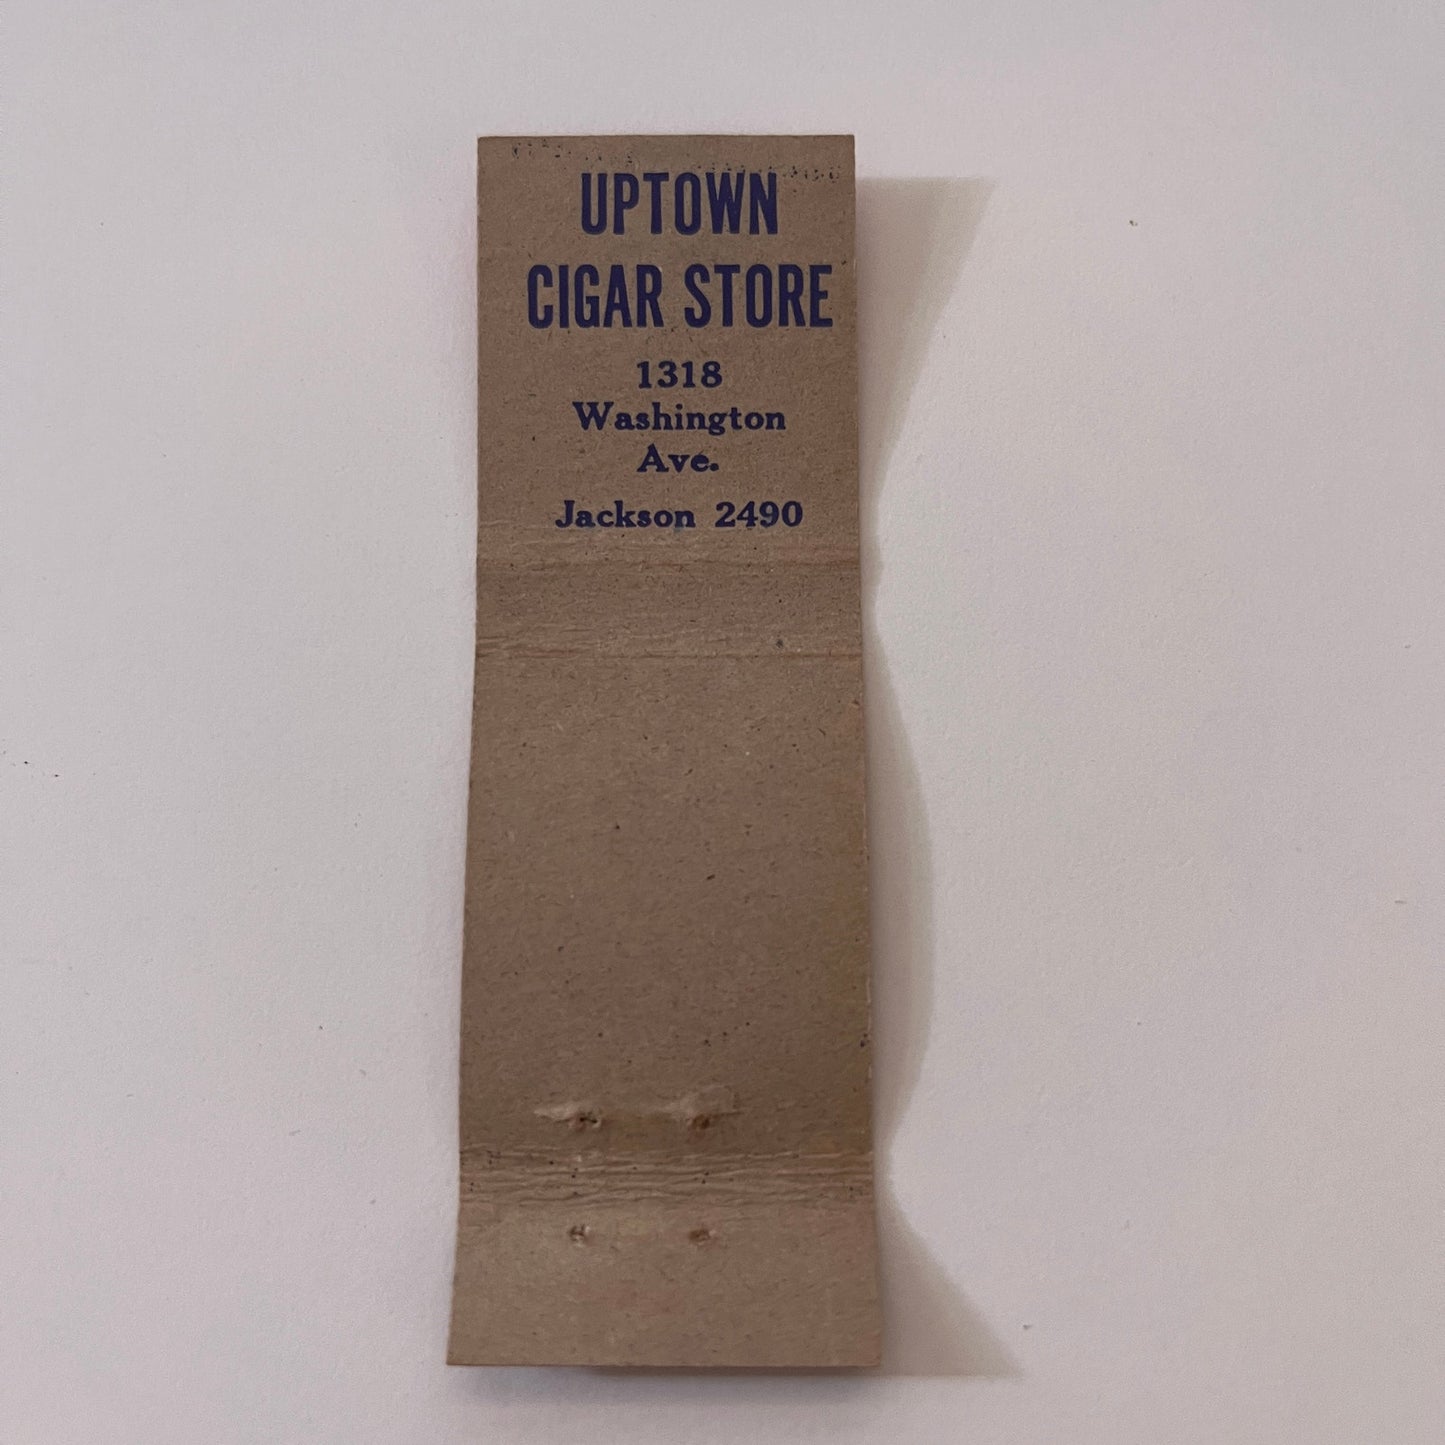 UPTOWN
CIGAR STORE
1318
Washington
Ave.
Jackson 2490